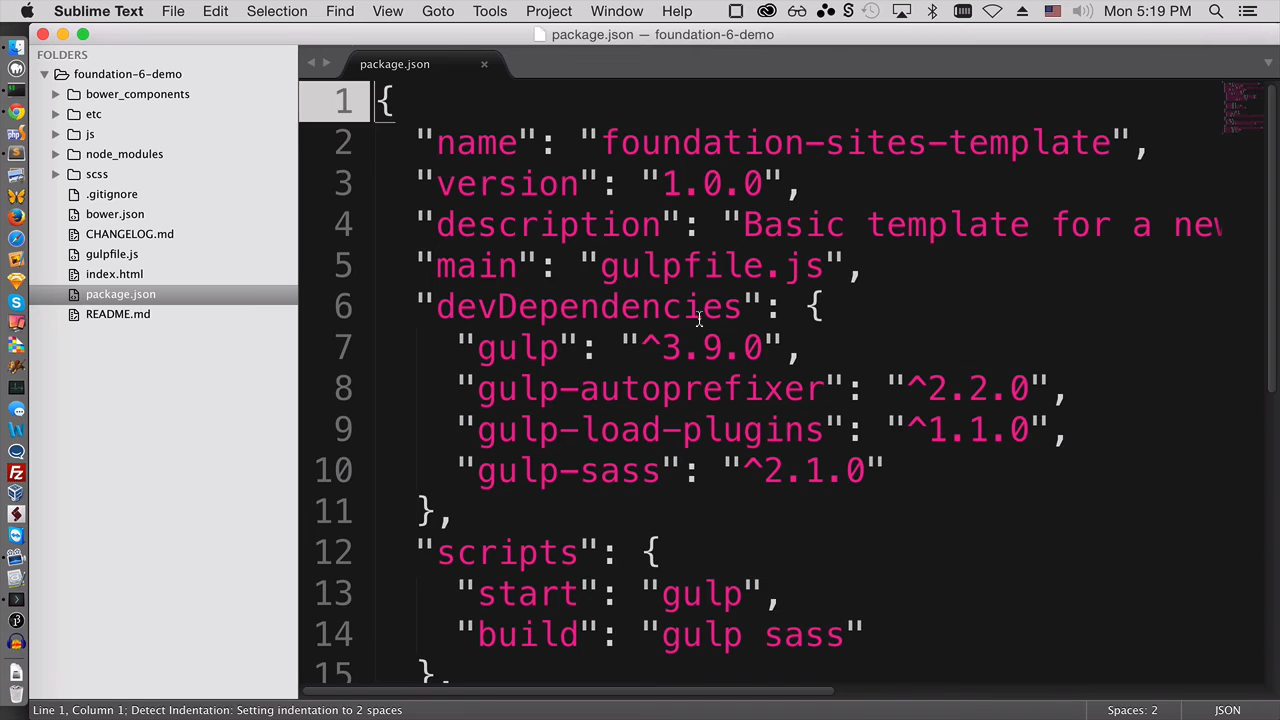 Sublime Text File Edit Selection Find View Goto Tools Project Window Help Mon 5:19 PM
package.json — foundation-6-demo
FOLDERS
foundation-6-demo
bower_components
etc
js
node_modules
scss
.gitignore
bower.json
CHANGELOG.md
gulpfile.js
index.html
package.json
README.md
package.json ×
1 {
2 "name": "foundation-sites-template",
3 "version": "1.0.0",
4 "description": "Basic template for a new
5 "main": "gulpfile.js",
6 "devDependencies": {
7 "gulp": "^3.9.0",
8 "gulp-autoprefixer": "^2.2.0",
9 "gulp-load-plugins": "^1.1.0",
10 "gulp-sass": "^2.1.0"
11 },
12 "scripts": {
13 "start": "gulp",
14 "build": "gulp sass"
15 },
Line 1, Column 1; Detect Indentation: Setting indentation to 2 spaces Spaces: 2 JSON